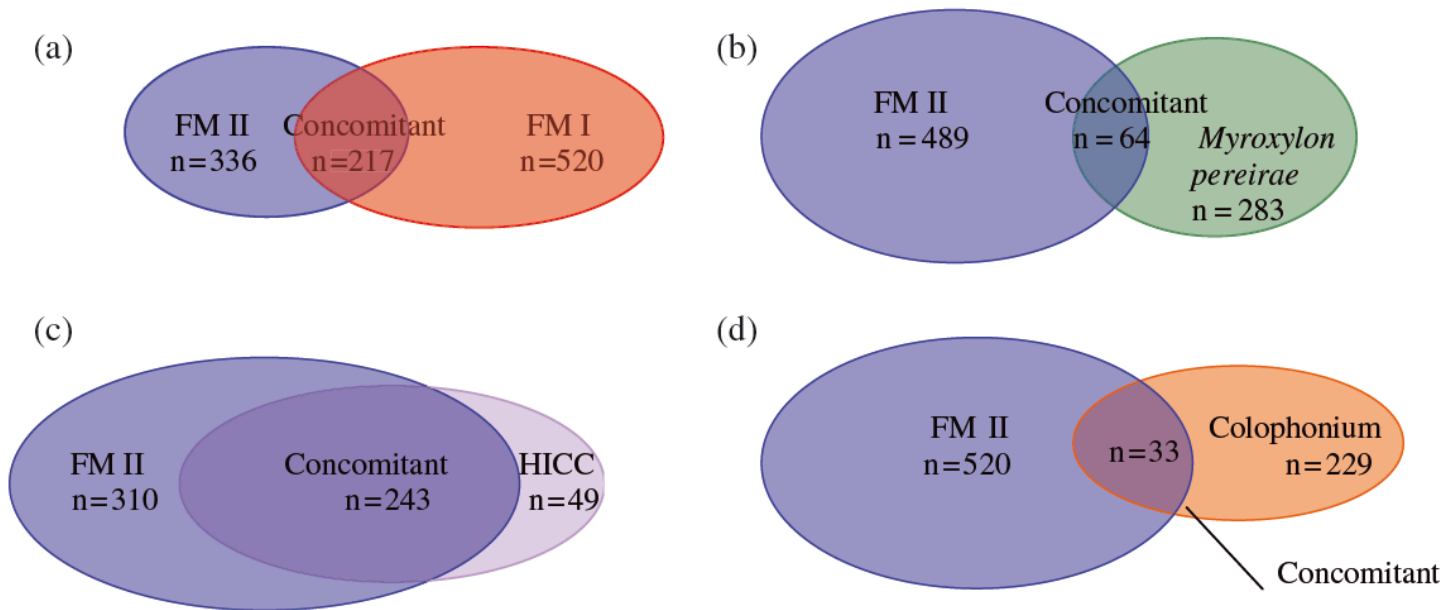 (a)
FM II
n=336
Concomitant
n=217
FM I
n=520
(b)
FM II
n=489
Concomitant
n=64
Myroxylon
pereirae
n=283
(c)
FM II
n=310
Concomitant
n=243
HICC
n=49
(d)
FM II
n=520
n=33
Colophonium
n=229
Concomitant